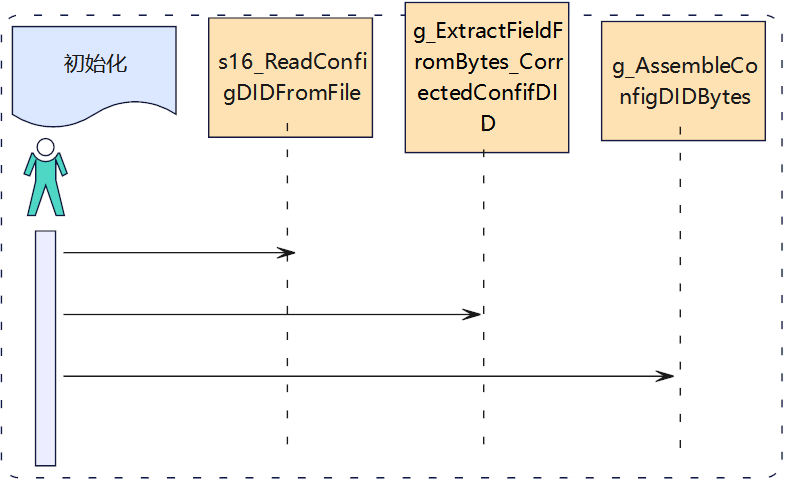 初始化
s16_ReadConfi
gDIDFromFile
g_ExtractFieldF
romBytes_Corr
ectedConfifDI
D
g_AssembleCo
nfigDIDBytes